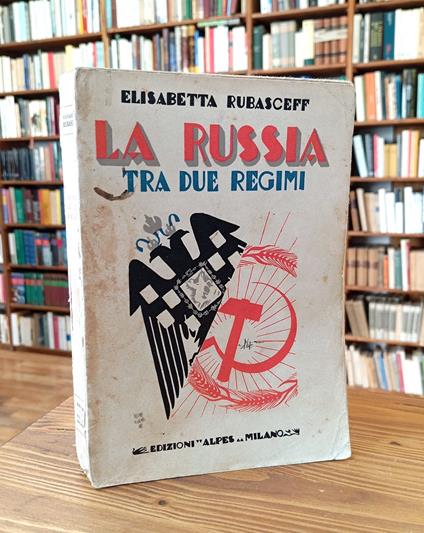 ELISABETTA RUBASCEFF
LA RUSSIA
TRA DUE REGIMI
EDIZIONI "ALPES" MILANO